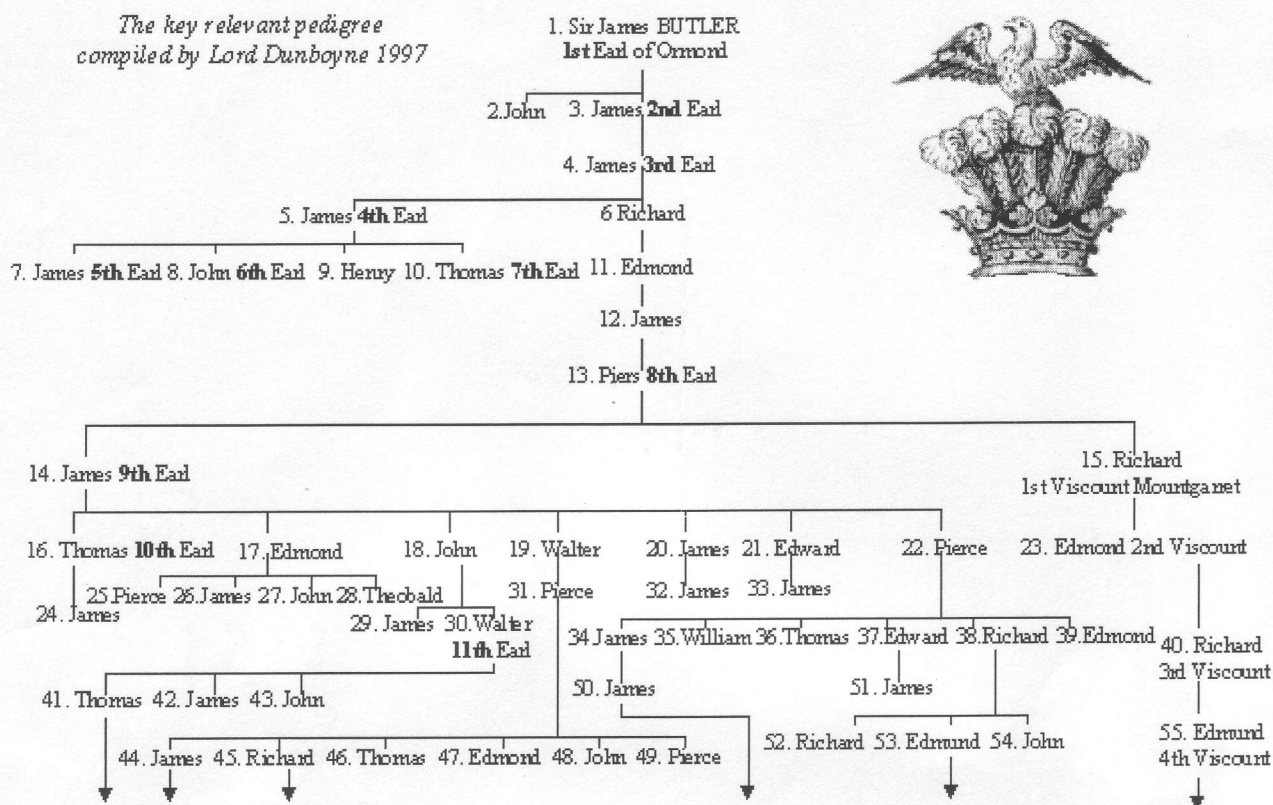 The key relevant pedigree
compiled by Lord Dunboyne 1997
1. Sir James BUTLER
1st Earl of Ormond
2.John 3. James 2nd Earl
4. James 3rd Earl
5. James 4th Earl 6 Richard
7. James 5th Earl 8. John 6th Earl 9. Henry 10. Thomas 7th Earl 11. Edmond
12. James
13. Piers 8th Earl
14. James 9th Earl 15. Richard
1st Viscount Mountganet
16. Thomas 10th Earl 17. Edmond 18. John 19. Walter 20. James 21. Edward 22. Pierce 23. Edmond 2nd Viscount
24. James 25.Pierce 26.James 27. John 28.Theobald 31. Pierce 32. James 33. James
29. James 30. Walter
11th Earl
34 James 35. William 36. Thomas 37. Edward 38. Richard 39. Edmond 40. Richard
3rd Viscount
41. Thomas 42. James 43. John 50. James 51. James
44. James 45. Richard 46. Thomas 47. Edmond 48. John 49. Pierce 52. Richard 53. Edmund 54. John 55. Edmund
4th Viscount